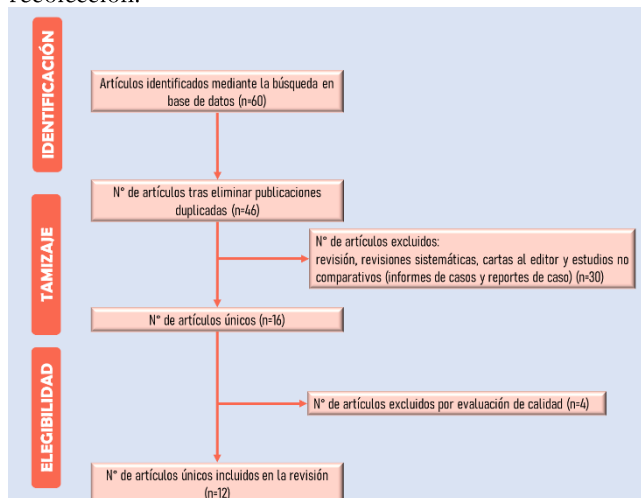 recolección.
IDENTIFICACIÓN
Artículos identificados mediante la búsqueda en
base de datos (n=60)
N° de artículos tras eliminar publicaciones
duplicadas (n=46)
TAMIZAJE
N° de artículos excluidos:
revisión, revisiones sistemáticas, cartas al editor y estudios no
comparativos (informes de casos y reportes de caso) (n=30)
N° de artículos únicos (n=16)
ELEGIBILIDAD
N° de artículos excluidos por evaluación de calidad (n=4)
N° de artículos únicos incluidos en la revisión
(n=12)